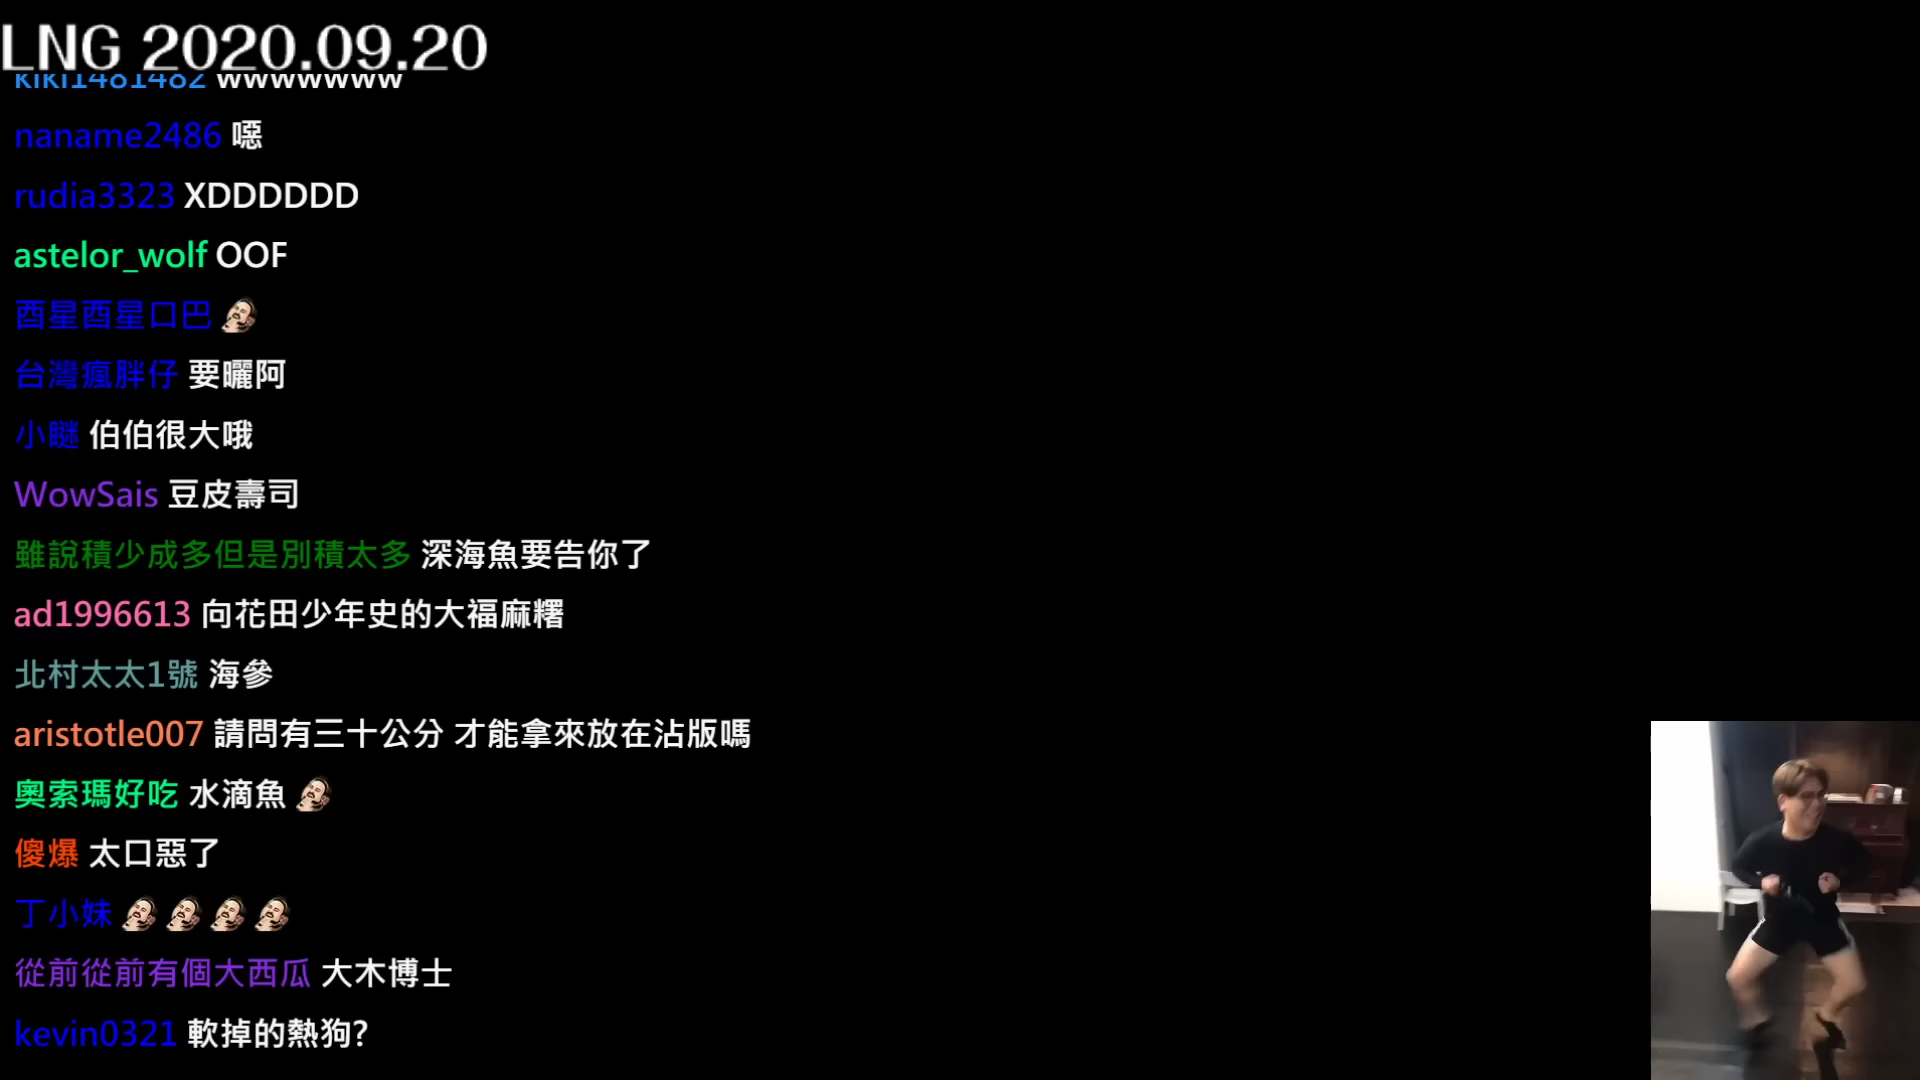 LNG 2020.09.20
kiki1481482 wwwwwwww
naname2486 噁
rudia3323 XDDDDDD
astelor_wolf OOF
酉星酉星口巴
台灣瘋胖仔 要曬阿
小瞇 伯伯很大哦
WowSais 豆皮壽司
雖說積少成多但是別積太多 深海魚要告你了
ad1996613 向花田少年史的大福麻糬
北村太太1號 海參
aristotle007 請問有三十公分 才能拿來放在沾版嗎
奧索瑪好吃 水滴魚
傻爆 太口惡了
丁小妹
從前從前有個大西瓜 大木博士
kevin0321 軟掉的熱狗?